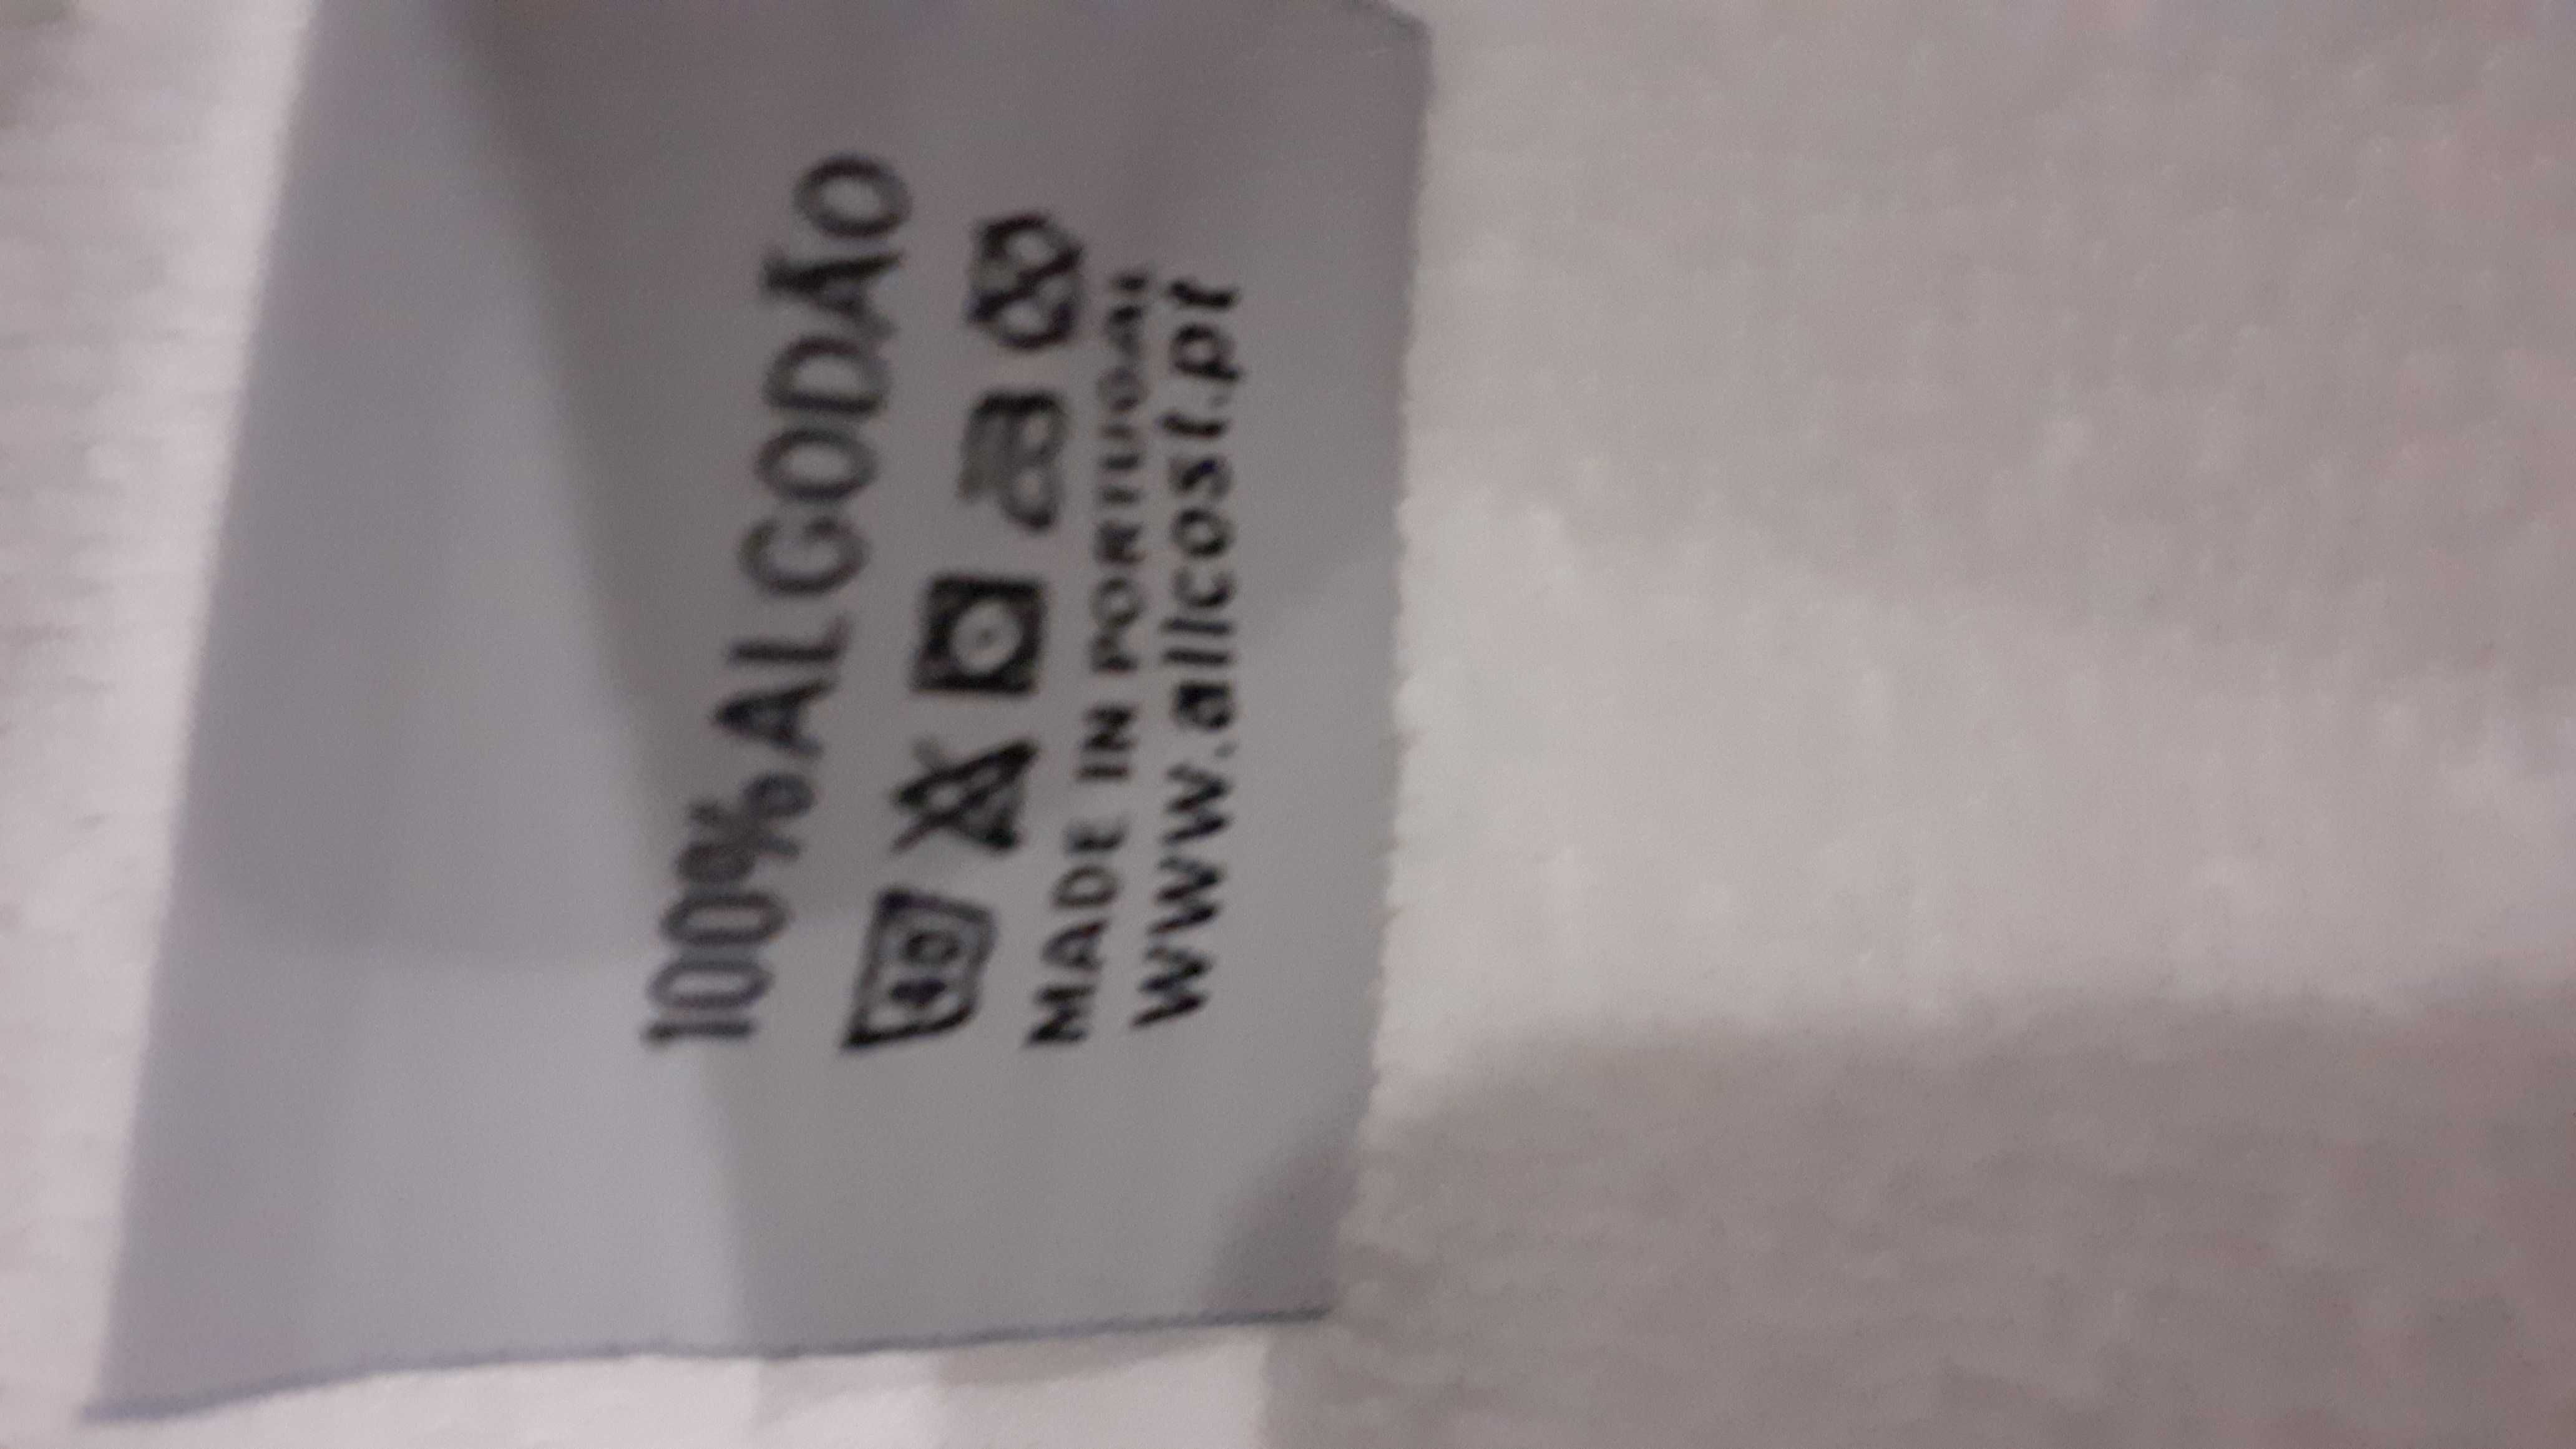 100% ALGODÃO
40
MADE IN PORTUGAL
www.allcost.pt